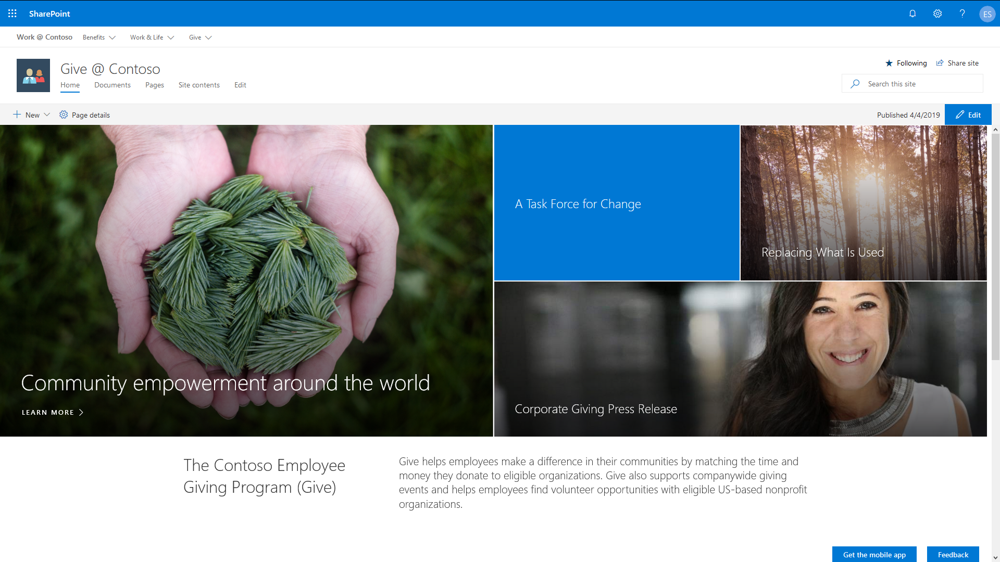 SharePoint
ES
Work @ Contoso
Benefits
Work & Life
Give
Give @ Contoso
Following
Share site
Home
Documents
Pages
Site contents
Edit
Search this site
New
Page details
Published 4/4/2019
Edit
A Task Force for Change
Replacing What Is Used
Community empowerment around the world
LEARN MORE
Corporate Giving Press Release
The Contoso Employee
Giving Program (Give)
Give helps employees make a difference in their communities by matching the time and
money they donate to eligible organizations. Give also supports companywide giving
events and helps employees find volunteer opportunities with eligible US-based nonprofit
organizations.
Get the mobile app
Feedback